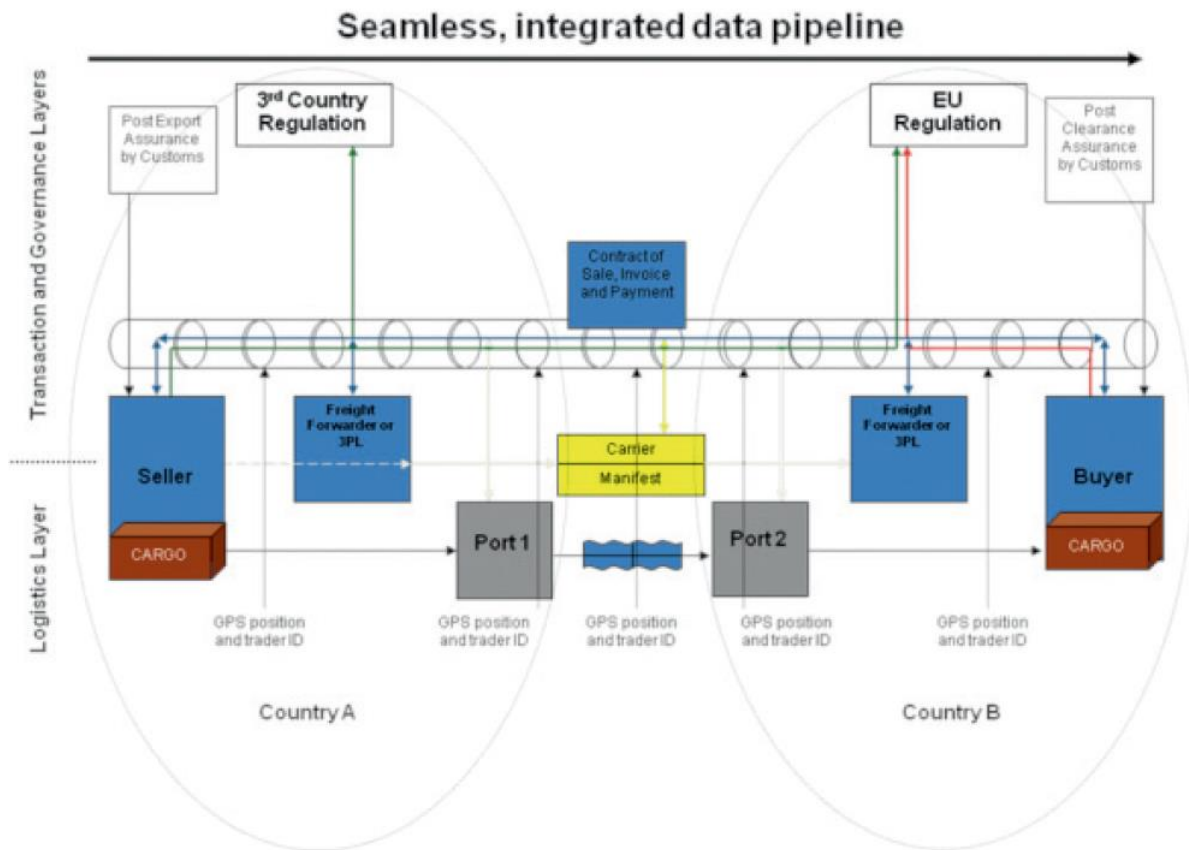 Seamless, integrated data pipeline
Transaction and Governance Layers
Logistics Layer
Post Export
Assurance
by Customs
3rd Country
Regulation
EU
Regulation
Post
Clearance
Assurance
by Customs
Contract of
Sale, Invoice
and Payment
Seller
CARGO
Freight
Forwarder or
3PL
Carrier
Manifest
Freight
Forwarder or
3PL
Buyer
CARGO
Port 1
Port 2
GPS position
and trader ID
GPS position
and trader ID
GPS position
and trader ID
GPS position
and trader ID
GPS position
and trader ID
Country A
Country B